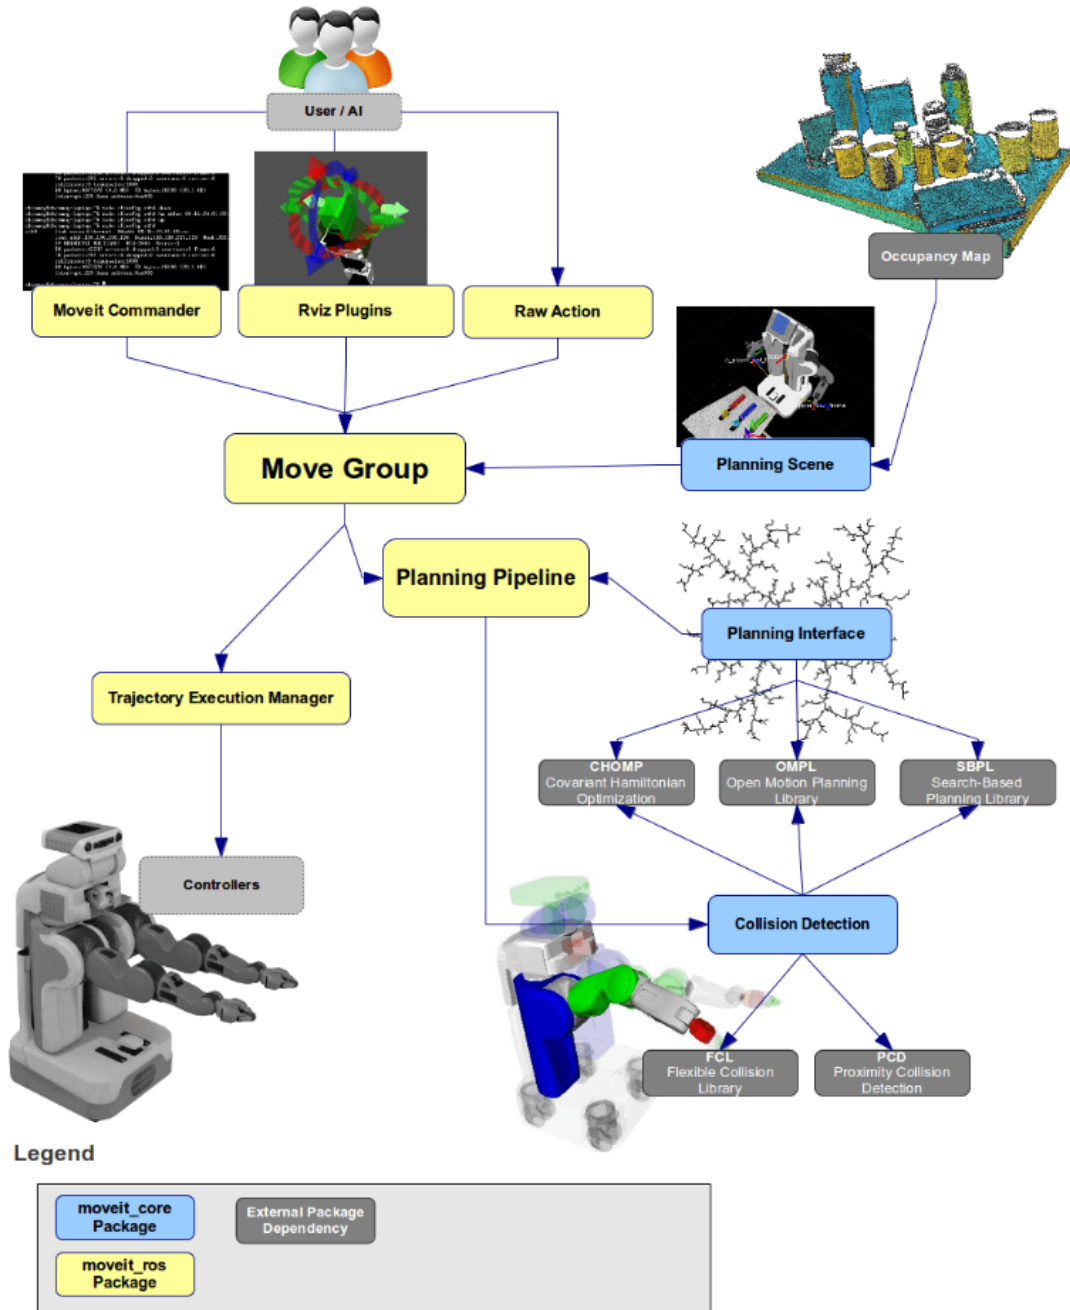 User / AI
Moveit Commander
Rviz Plugins
Raw Action
Occupancy Map
Move Group
Planning Scene
Planning Pipeline
Planning Interface
Trajectory Execution Manager
CHOMP
Covariant Hamiltonian
Optimization
OMPL
Open Motion Planning
Library
SBPL
Search-Based
Planning Library
Controllers
Collision Detection
FCL
Flexible Collision
Library
PCD
Proximity Collision
Detection
Legend
moveit_core
Package
External Package
Dependency
moveit_ros
Package